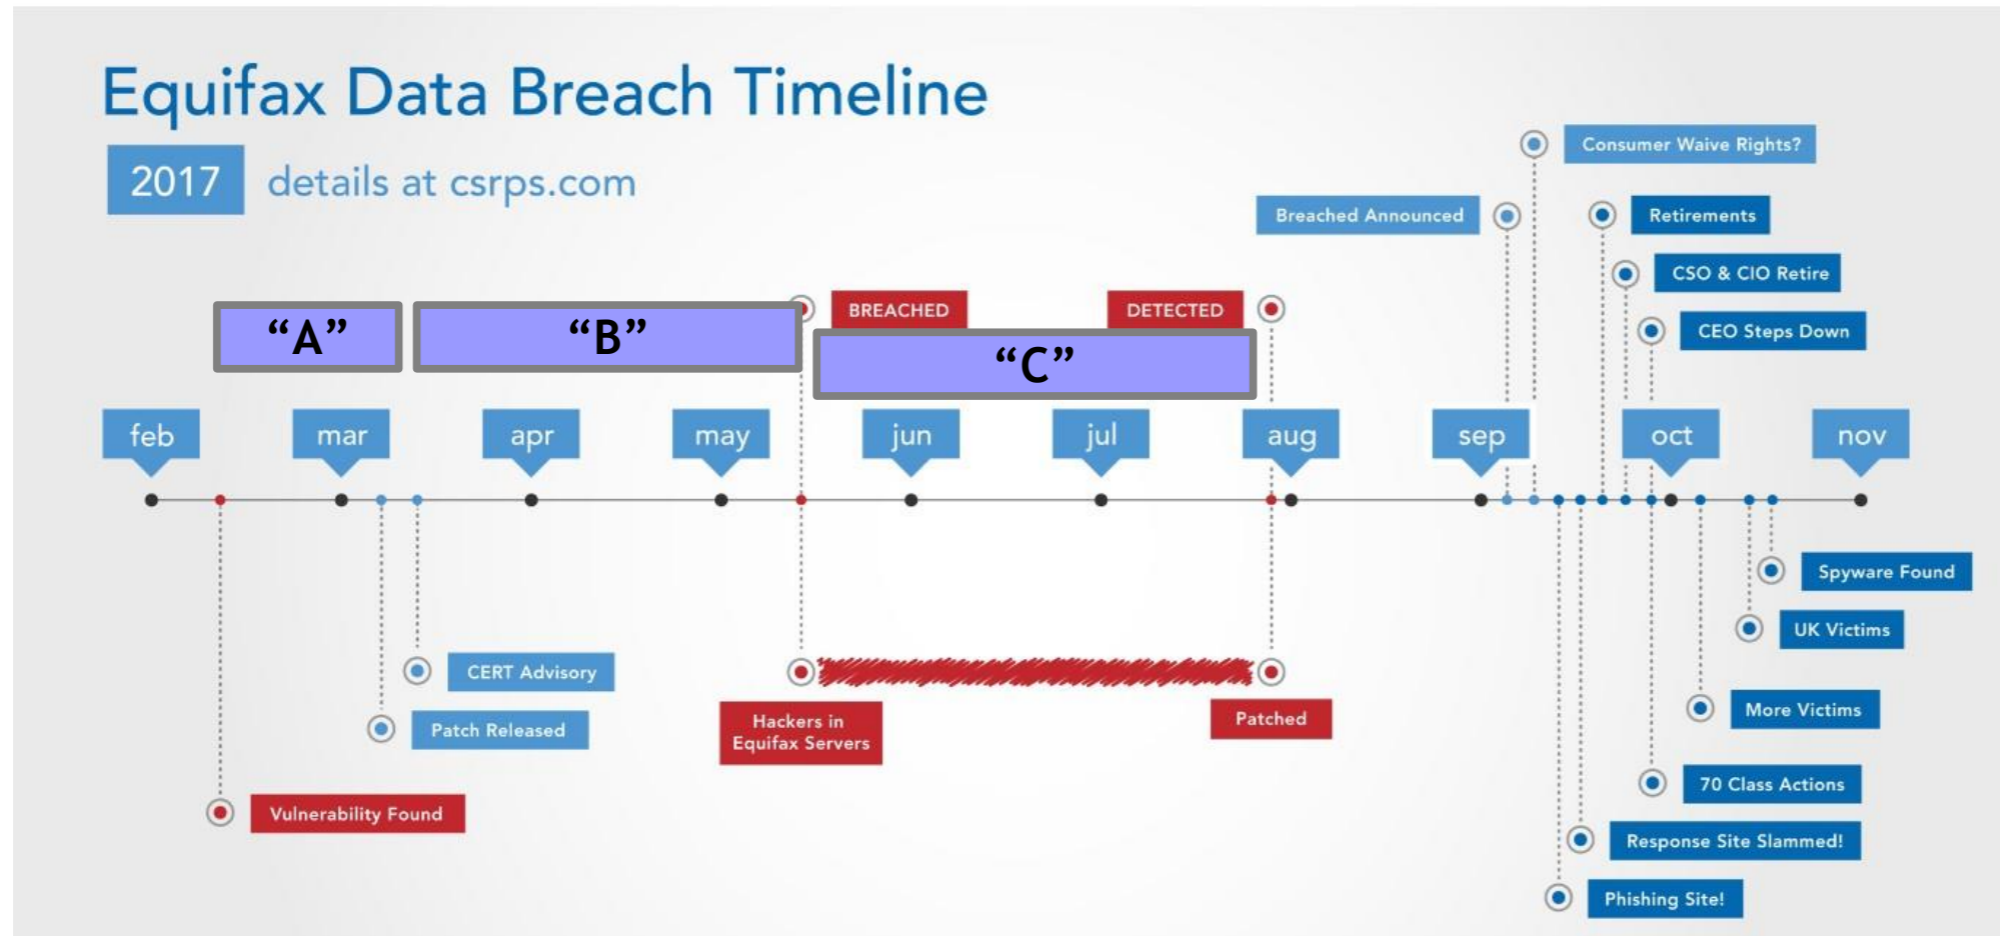 Equifax Data Breach Timeline
2017 details at csrps.com
Consumer Waive Rights?
Breached Announced
Retirements
CSO & CIO Retire
CEO Steps Down
BREACHED
DETECTED
“A”
“B”
“C”
feb mar apr may jun jul aug sep oct nov
Spyware Found
UK Victims
CERT Advisory
Patch Released
Hackers in
Equifax Servers
Patched
More Victims
Vulnerability Found
70 Class Actions
Response Site Slammed!
Phishing Site!